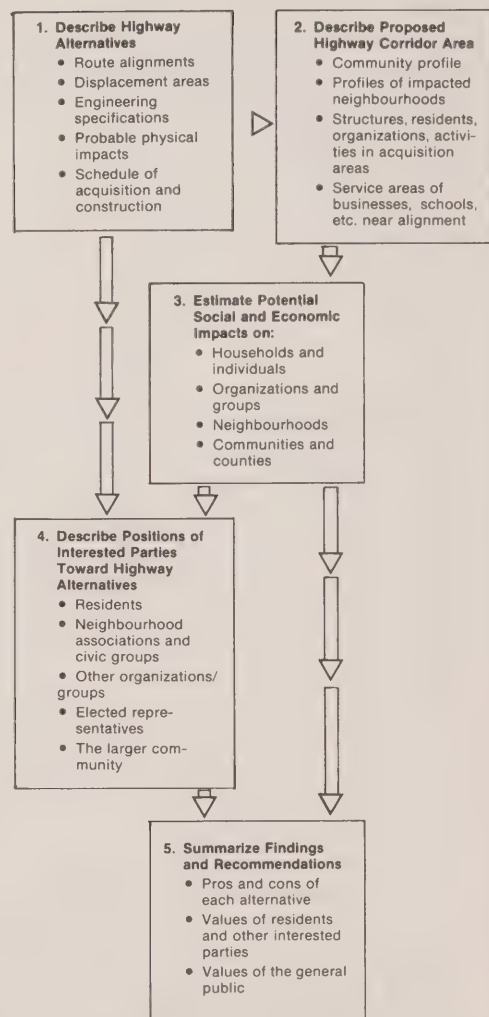 1. Describe Highway
Alternatives
• Route alignments
• Displacement areas
• Engineering
specifications
• Probable physical
impacts
• Schedule of
acquisition and
construction
2. Describe Proposed
Highway Corridor Area
• Community profile
• Profiles of impacted
neighbourhoods
• Structures, residents,
organizations, activi-
ties in acquisition
areas
• Service areas of
businesses, schools,
etc. near alignment
3. Estimate Potential
Social and Economic
Impacts on:
• Households and
individuals
• Organizations and
groups
• Neighbourhoods
• Communities and
counties
4. Describe Positions of
Interested Parties
Toward Highway
Alternatives
• Residents
• Neighbourhood
associations and
civic groups
• Other organizations/
groups
• Elected repre-
sentatives
• The larger com-
munity
5. Summarize Findings
and Recommendations
• Pros and cons of
each alternative
• Values of residents
and other interested
parties
• Values of the general
public